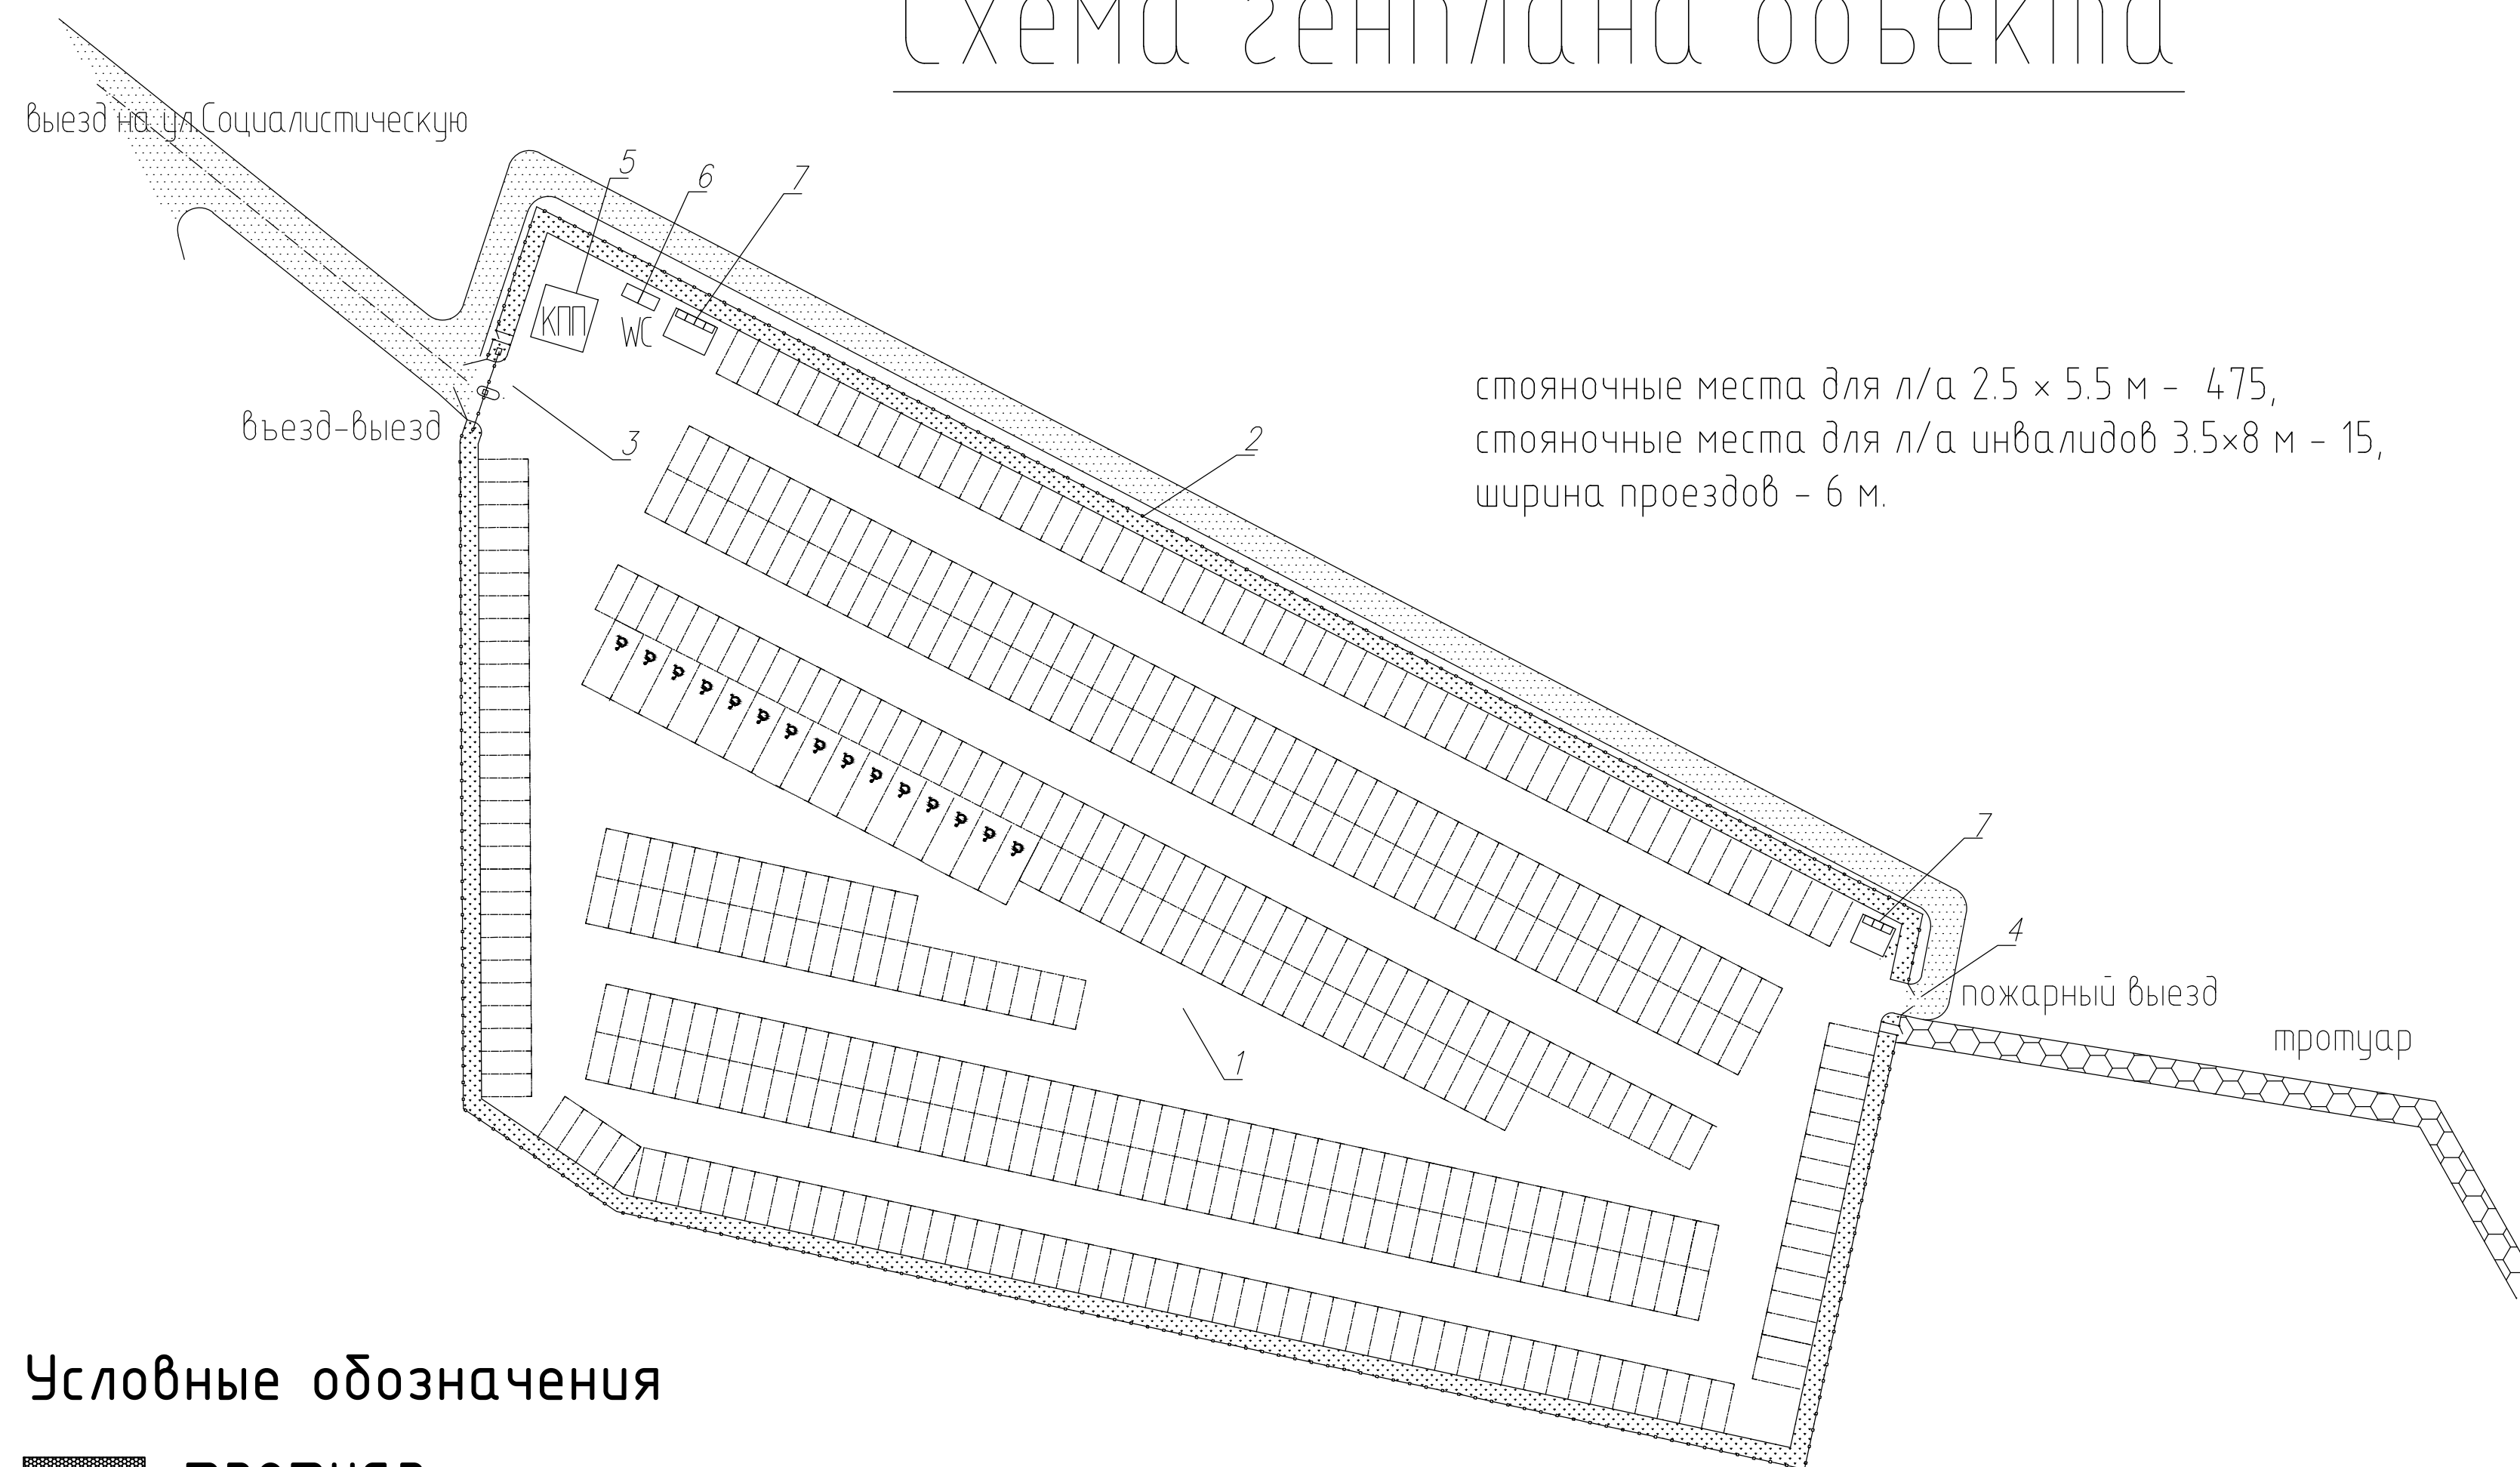 Схема генплана объекта
выезд на ул.Социалистическую
5
6
7
КПП
WC
въезд-выезд
3
2
стояночные места для л/а 2.5 × 5.5 м - 475,
стояночные места для л/а инвалидов 3.5×8 м - 15,
ширина проездов - 6 м.
7
4
пожарный выезд
тротуар
1
Условные обозначения
тротуар